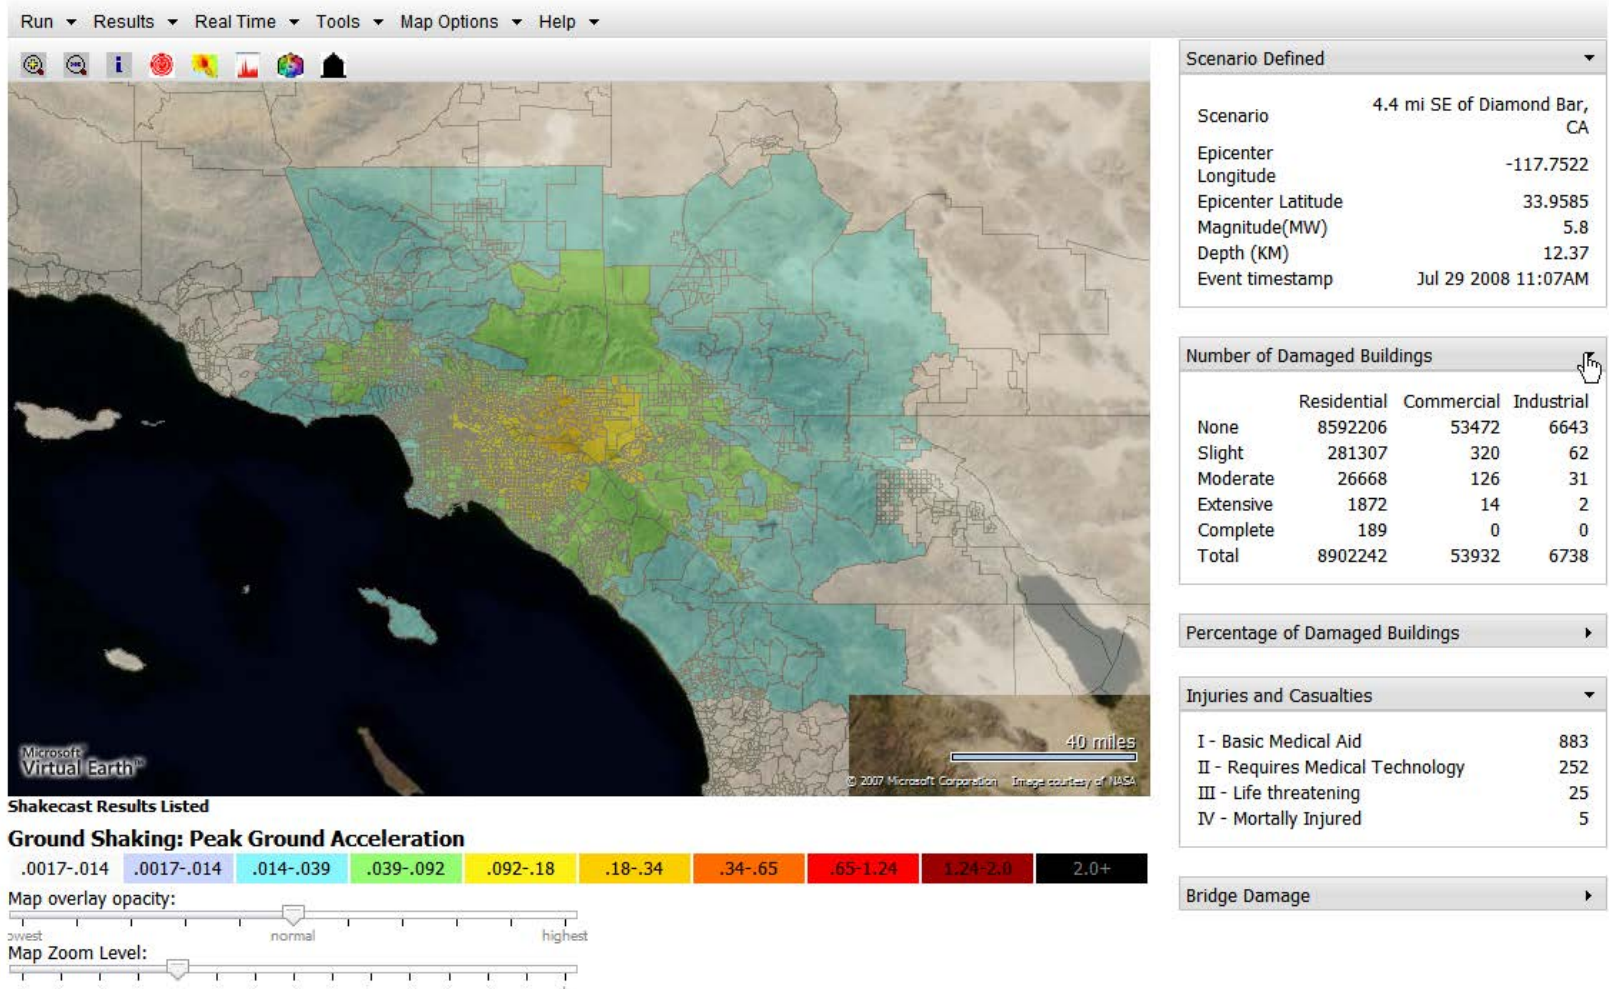 Run Results Real Time Tools Map Options Help
Scenario Defined
Scenario 4.4 mi SE of Diamond Bar,
CA
Epicenter
Longitude -117.7522
Epicenter Latitude 33.9585
Magnitude(MW) 5.8
Depth (KM) 12.37
Event timestamp Jul 29 2008 11:07AM
Number of Damaged Buildings
Residential Commercial Industrial
None 8592206 53472 6643
Slight 281307 320 62
Moderate 26668 126 31
Extensive 1872 14 2
Complete 189 0 0
Total 8902242 53932 6738
Percentage of Damaged Buildings
Injuries and Casualties
I - Basic Medical Aid 883
II - Requires Medical Technology 252
III - Life threatening 25
IV - Mortally Injured 5
Bridge Damage
40 miles
Microsoft®
Virtual Earth™
© 2007 Microsoft Corporation Image courtesy of NASA
Shakecast Results Listed
Ground Shaking: Peak Ground Acceleration
.0017-.014 .0017-.014 .014-.039 .039-.092 .092-.18 .18-.34 .34-.65 .65-1.24 1.24-2.0 2.0+
Map overlay opacity:
owest normal highest
Map Zoom Level: